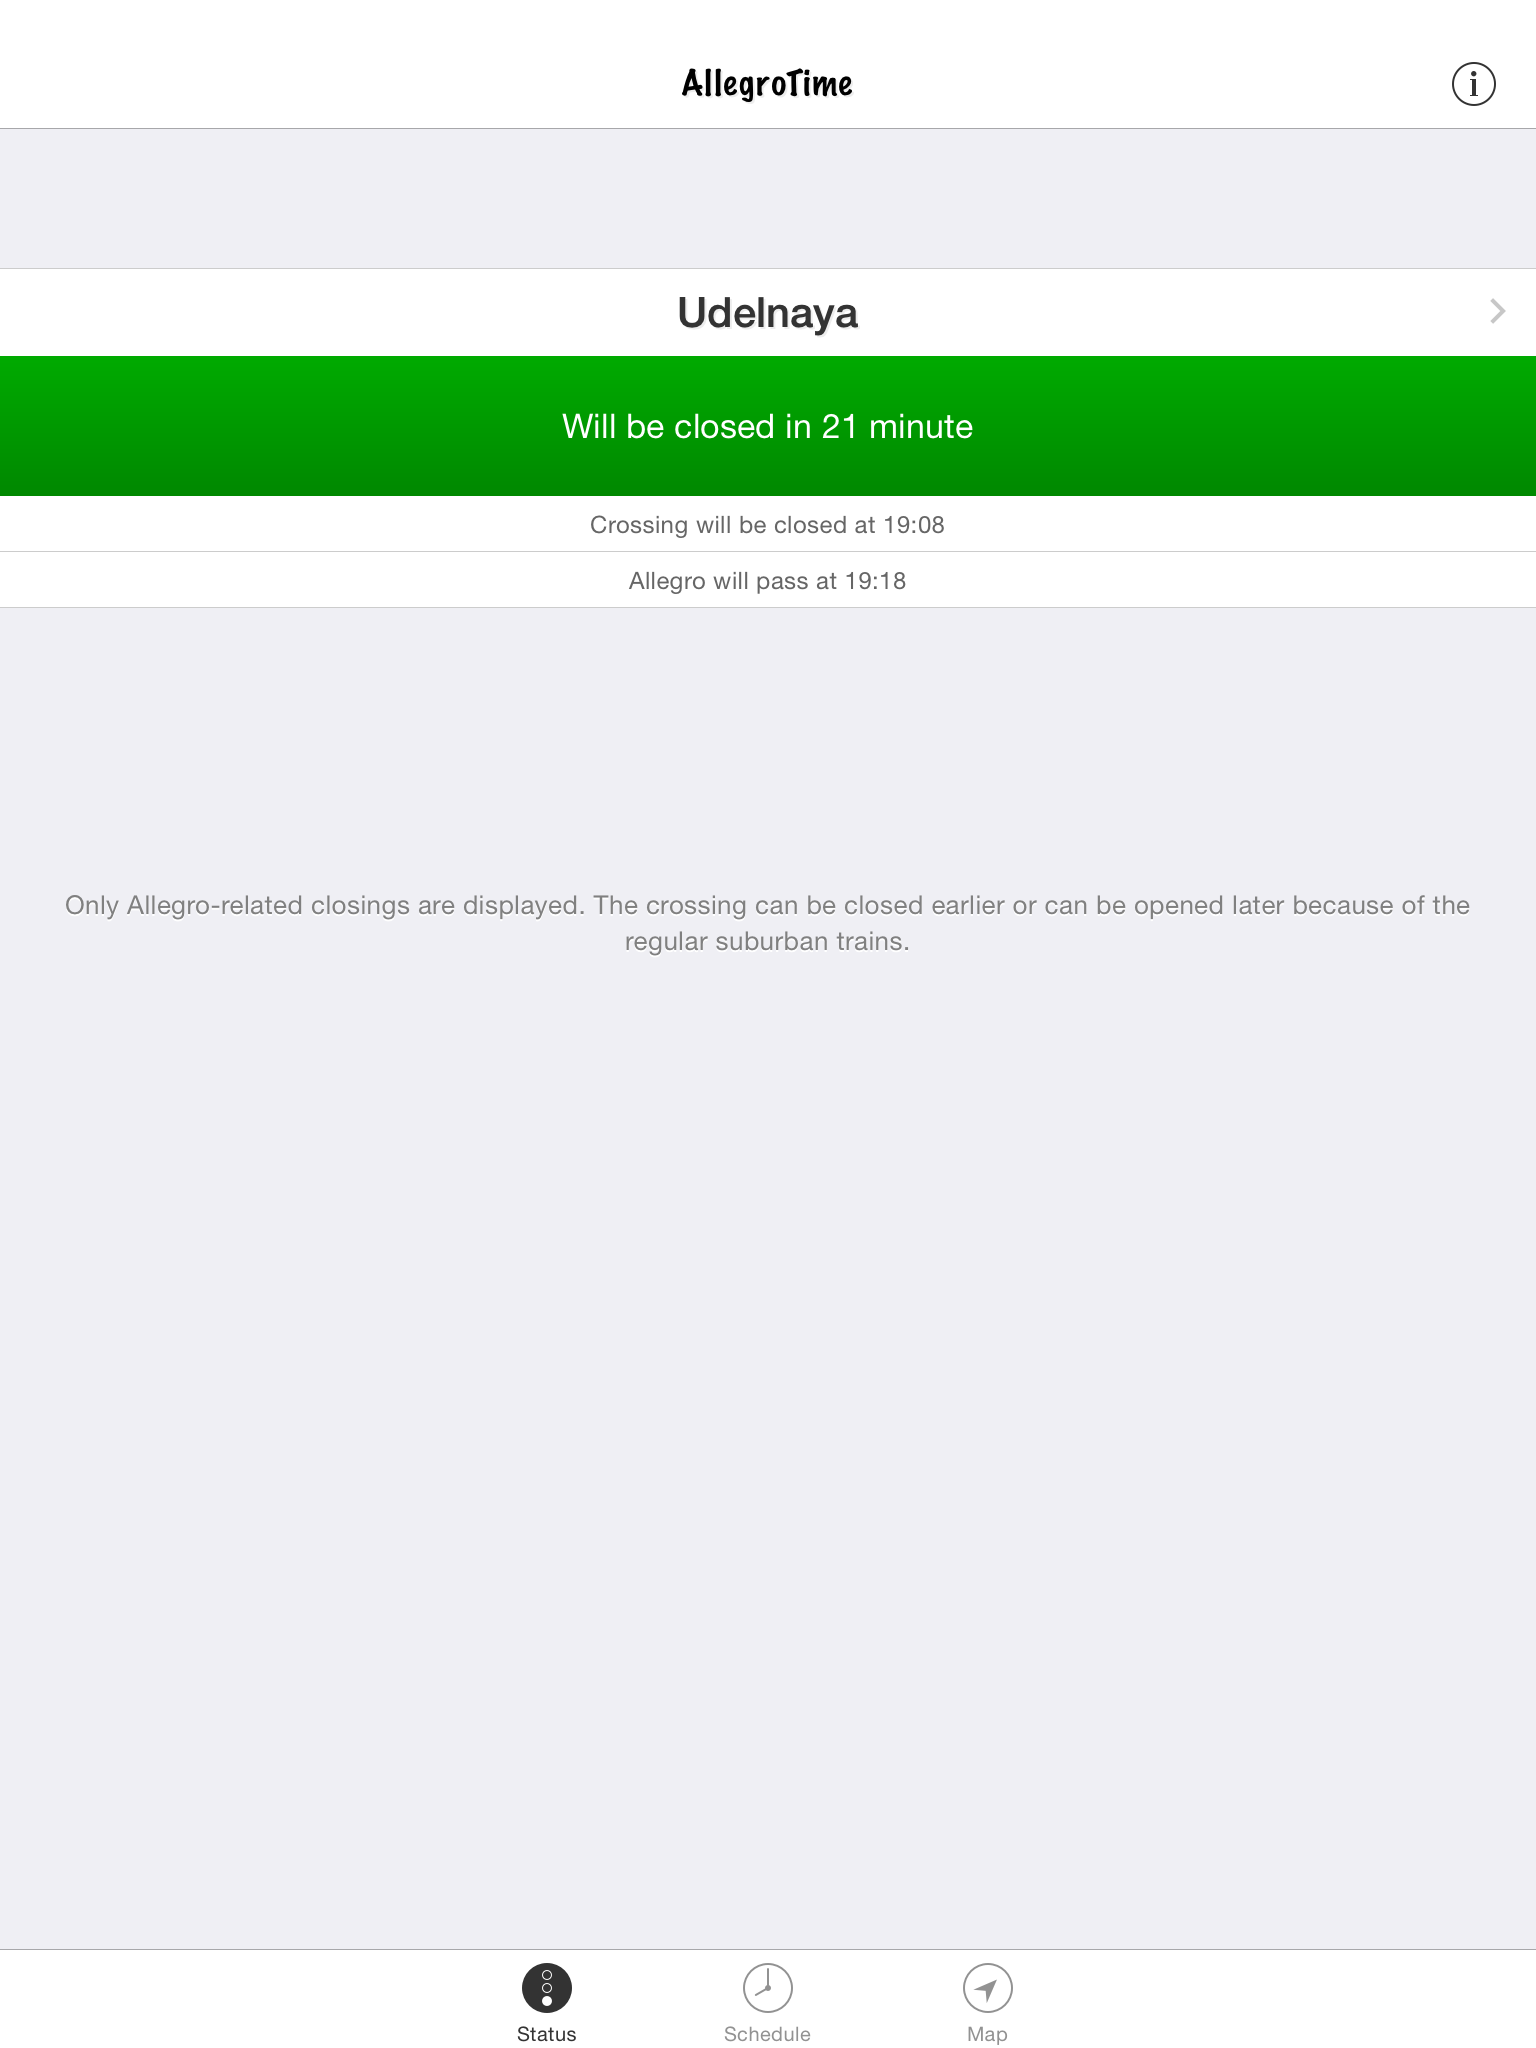 AllegroTime
i
Udelnaya
Will be closed in 21 minute
Crossing will be closed at 19:08
Allegro will pass at 19:18
Only Allegro-related closings are displayed. The crossing can be closed earlier or can be opened later because of the
regular suburban trains.
Status
Schedule
Map